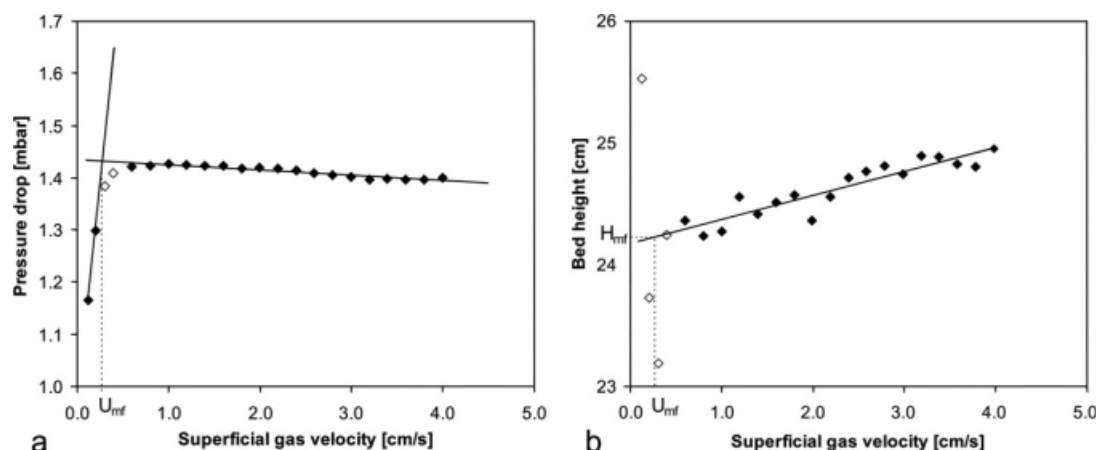 1.7
1.6
1.5
1.4
1.3
1.2
1.1
1.0
Pressure drop [mbar]
0.0
U_mf
1.0
2.0
3.0
4.0
5.0
Superficial gas velocity [cm/s]
a
26
25
24
23
H_mf
Bed height [cm]
0.0
U_mf
1.0
2.0
3.0
4.0
5.0
Superficial gas velocity [cm/s]
b